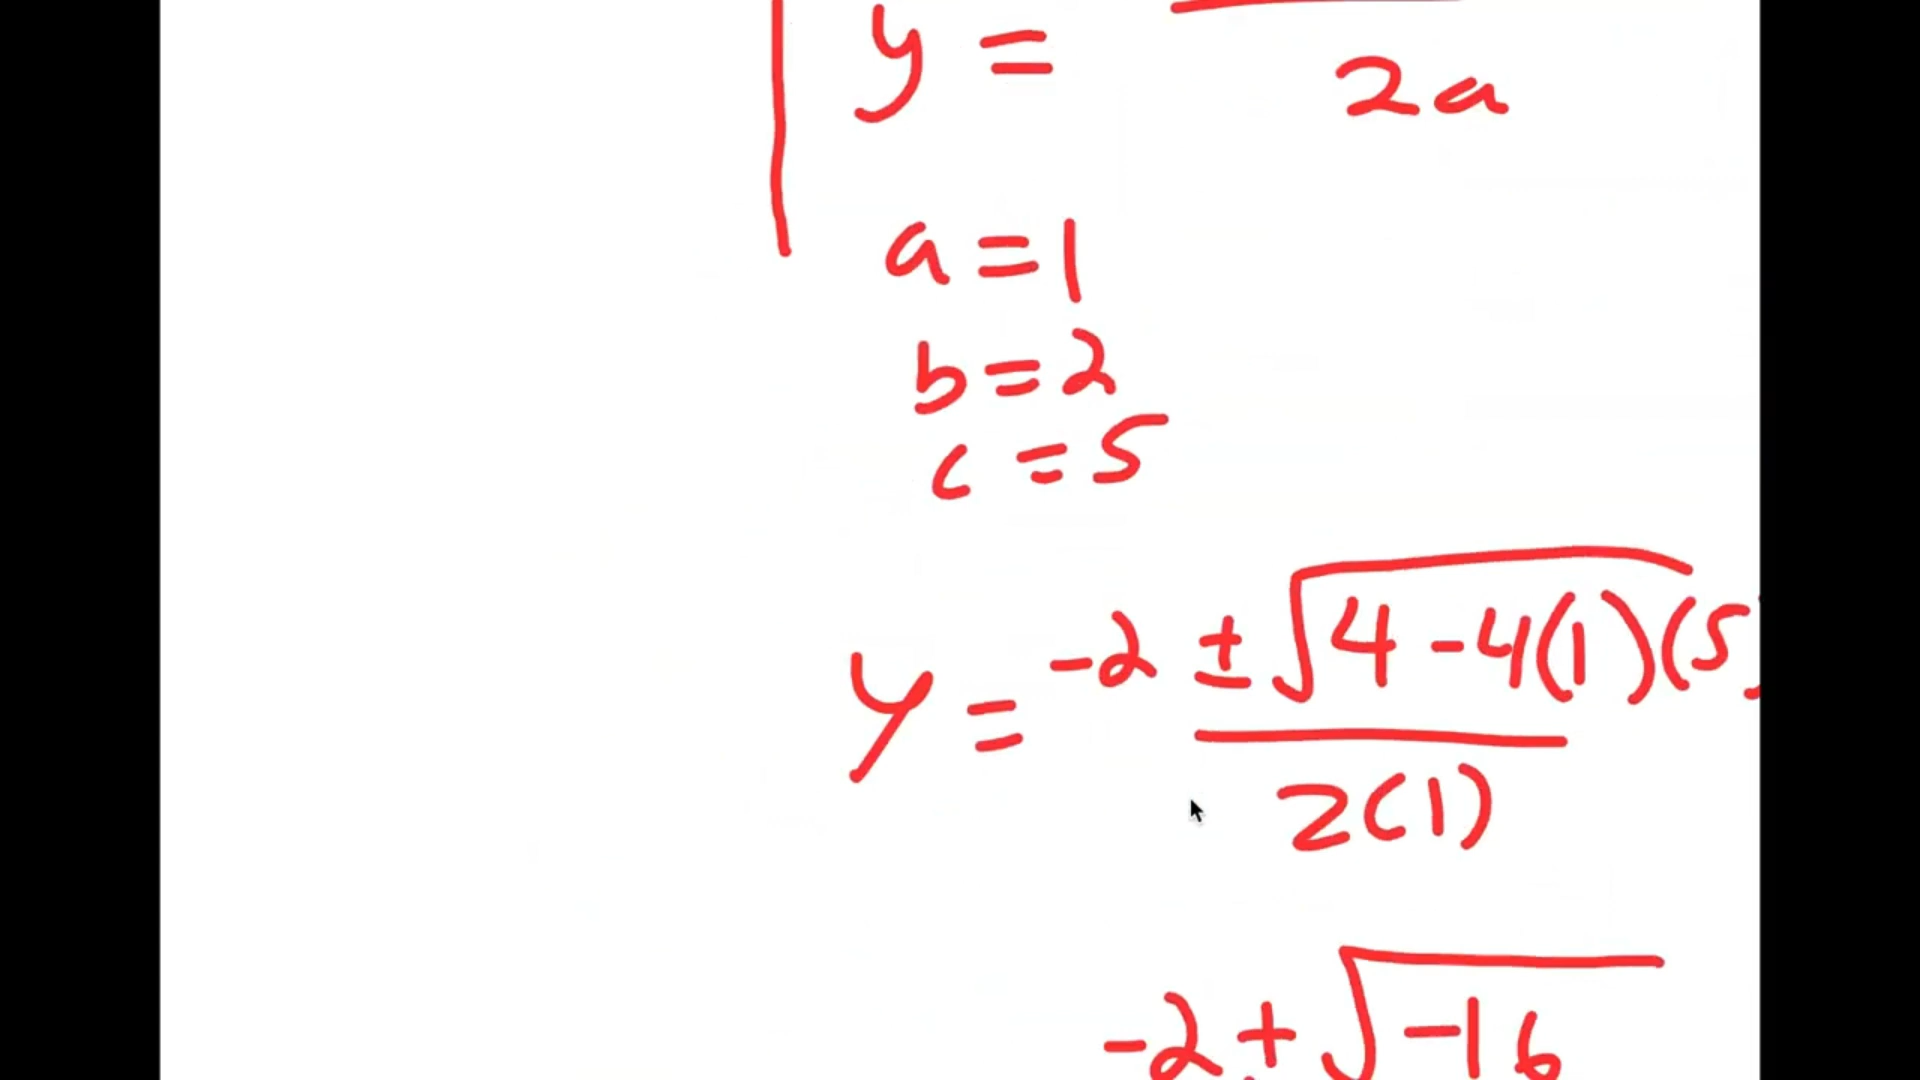 y = ―
2a
a = 1
b = 2
c = 5
y = -2 ± √4 - 4(1)(5)
2(1)
-2 ± √-16